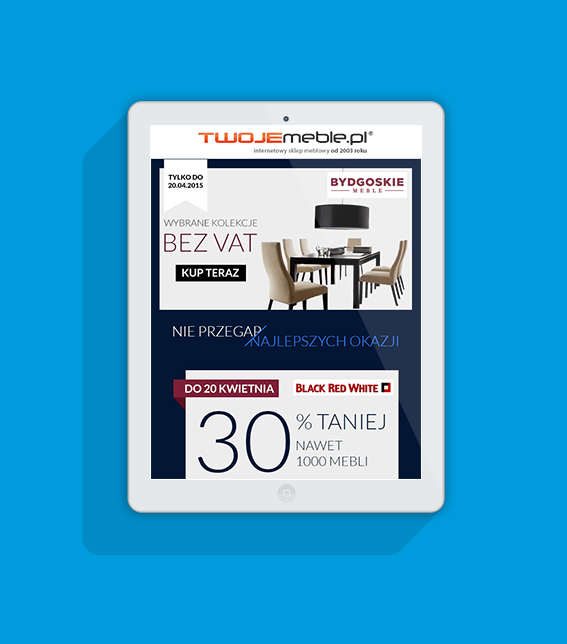 TWOJEmeble.pl®
internetowy sklep meblowy od 2003 roku
TYLKO DO
20.04.2015
BYDGOSKIE
MEBLE
WYBRANE KOLEKCJE
BEZ VAT
KUP TERAZ
NIE PRZEGAP
NAJLEPSZYCH OKAZJI
DO 20 KWIETNIA
BLACK RED WHITE
30 % TANIEJ
NAWET
1000 MEBLI